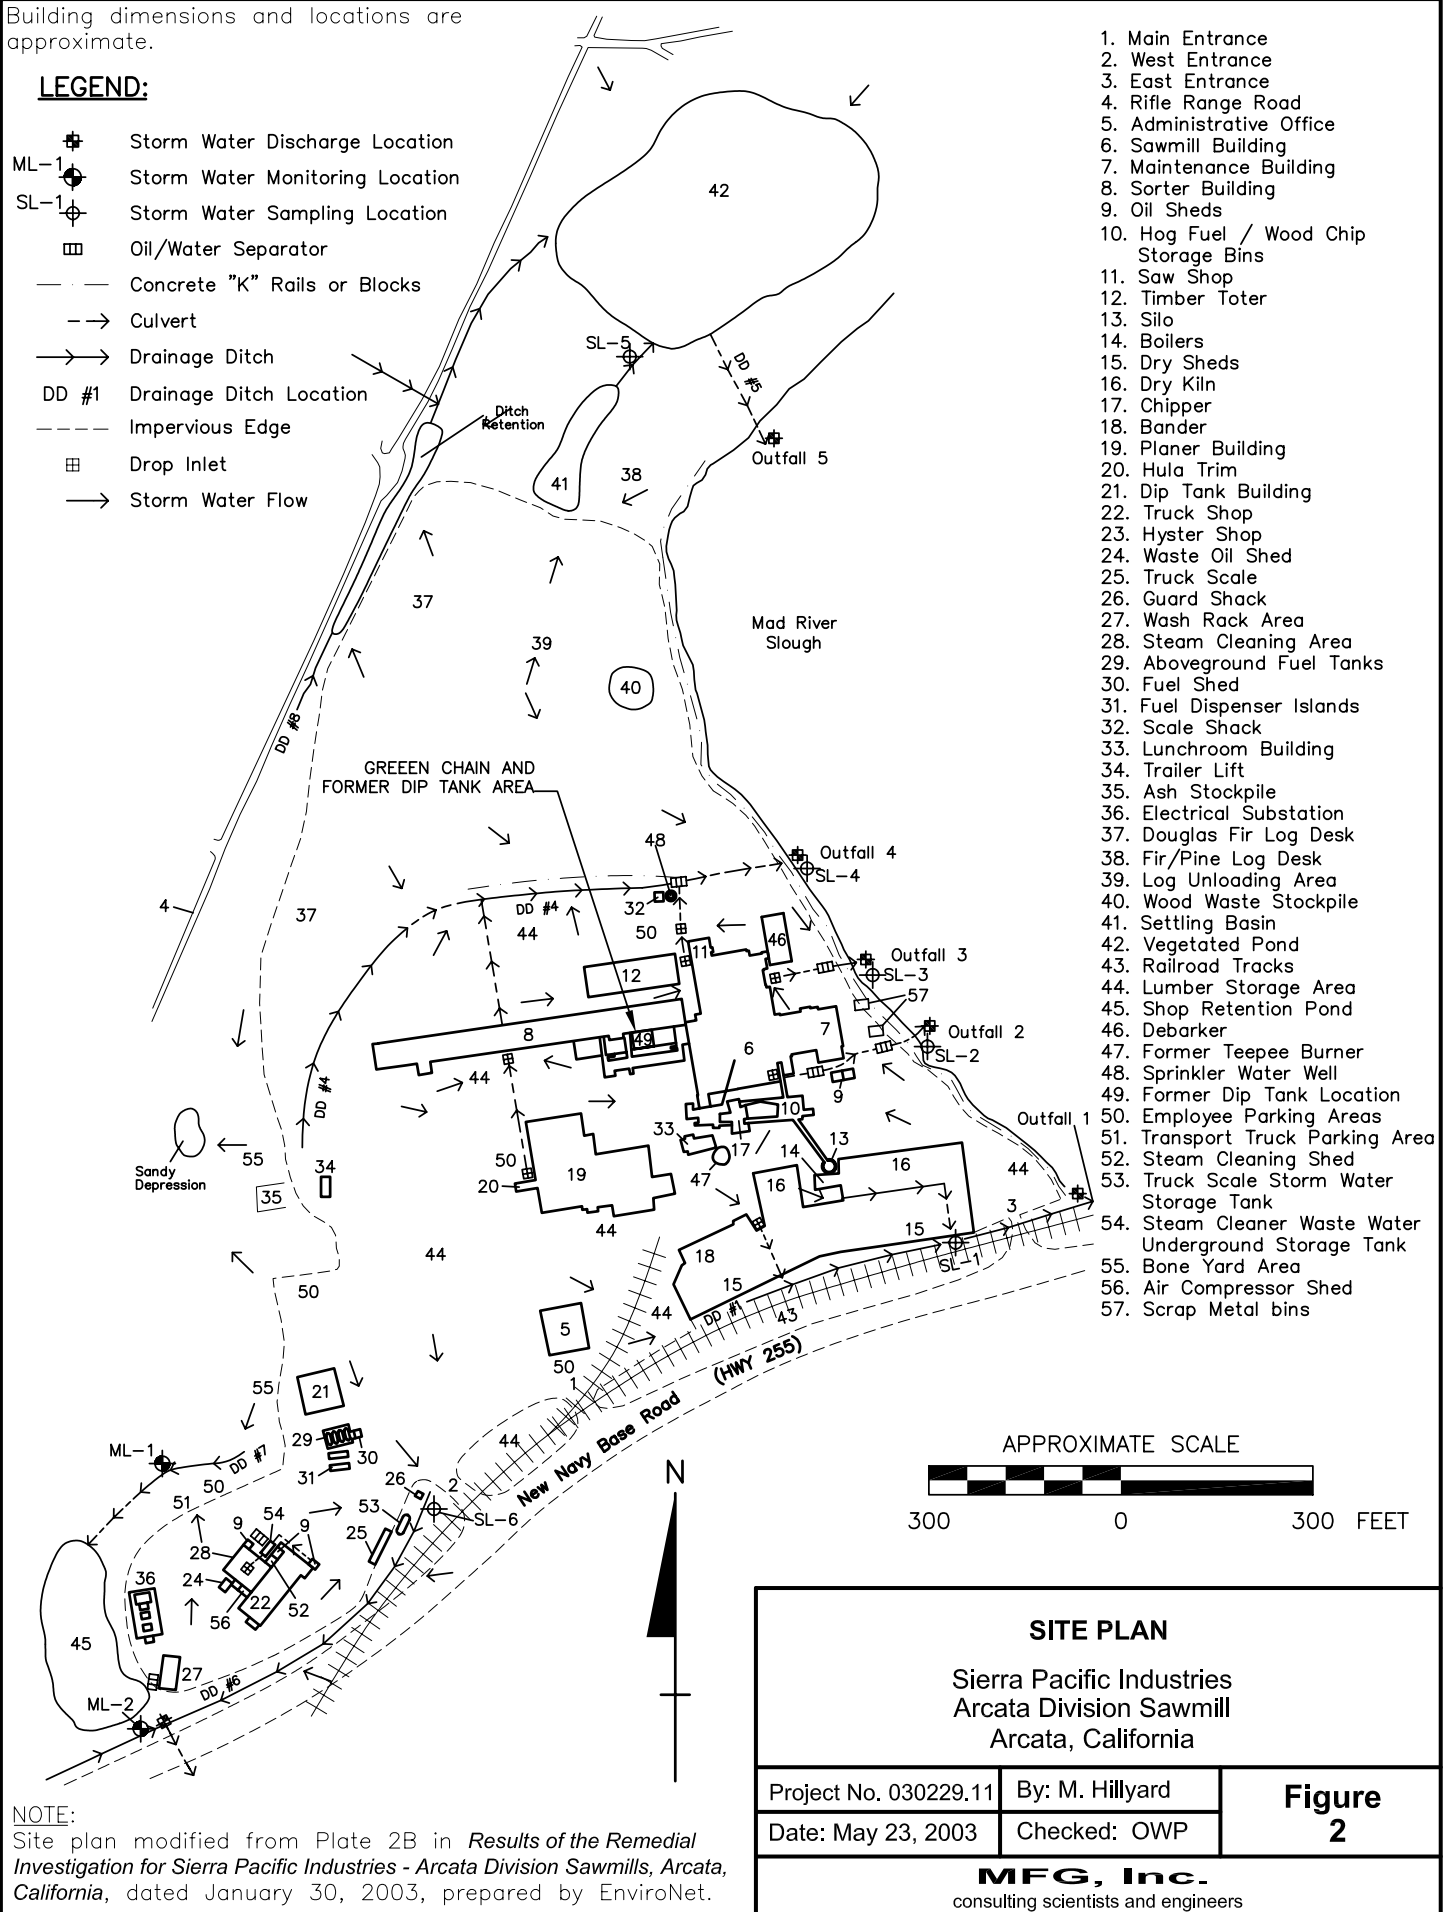 Building dimensions and locations are
approximate.
LEGEND:
Storm Water Discharge Location
ML-1
Storm Water Monitoring Location
SL-1
Storm Water Sampling Location
Oil/Water Separator
Concrete "K" Rails or Blocks
Culvert
Drainage Ditch
DD #1 Drainage Ditch Location
Impervious Edge
Drop Inlet
Storm Water Flow
1. Main Entrance
2. West Entrance
3. East Entrance
4. Rifle Range Road
5. Administrative Office
6. Sawmill Building
7. Maintenance Building
8. Sorter Building
9. Oil Sheds
10. Hog Fuel / Wood Chip
Storage Bins
11. Saw Shop
12. Timber Toter
13. Silo
14. Boilers
15. Dry Sheds
16. Dry Kiln
17. Chipper
18. Bander
19. Planer Building
20. Hula Trim
21. Dip Tank Building
22. Truck Shop
23. Hyster Shop
24. Waste Oil Shed
25. Truck Scale
26. Guard Shack
27. Wash Rack Area
28. Steam Cleaning Area
29. Aboveground Fuel Tanks
30. Fuel Shed
31. Fuel Dispenser Islands
32. Scale Shack
33. Lunchroom Building
34. Trailer Lift
35. Ash Stockpile
36. Electrical Substation
37. Douglas Fir Log Desk
38. Fir/Pine Log Desk
39. Log Unloading Area
40. Wood Waste Stockpile
41. Settling Basin
42. Vegetated Pond
43. Railroad Tracks
44. Lumber Storage Area
45. Shop Retention Pond
46. Debarker
47. Former Teepee Burner
48. Sprinkler Water Well
49. Former Dip Tank Location
50. Employee Parking Areas
51. Transport Truck Parking Area
52. Steam Cleaning Shed
53. Truck Scale Storm Water
Storage Tank
54. Steam Cleaner Waste Water
Underground Storage Tank
55. Bone Yard Area
56. Air Compressor Shed
57. Scrap Metal bins
42
SL-5
DD #5
Ditch
Retention
Outfall 5
41
38
37
Mad River
Slough
39
40
DD #8
GREEEN CHAIN AND
FORMER DIP TANK AREA
48
Outfall 4
SL-4
4
37
32
DD #4
44
50
11
46
Outfall 3
SL-3
12
57
8
49
7
Outfall 2
SL-2
6
44
DD #4
9
10
Outfall 1
33
17
13
Sandy
Depression
55
34
50
19
14
16
44
20
47
16
35
3
44
15
44
18
SL-1
50
15
44
DD #1
43
5
50
(HWY 255)
1
55
21
New Navy Base Road
29
30
44
ML-1
DD #7
31
50
26
2
51
53
SL-6
54
9
9
25
28
36
24
22
56
52
45
27
DD #6
ML-2
N
APPROXIMATE SCALE
300 0 300 FEET
SITE PLAN
Sierra Pacific Industries
Arcata Division Sawmill
Arcata, California
Project No. 030229.11 By: M. Hillyard
Date: May 23, 2003 Checked: OWP
Figure
2
MFG, Inc.
consulting scientists and engineers
NOTE:
Site plan modified from Plate 2B in Results of the Remedial
Investigation for Sierra Pacific Industries - Arcata Division Sawmills, Arcata,
California, dated January 30, 2003, prepared by EnviroNet.